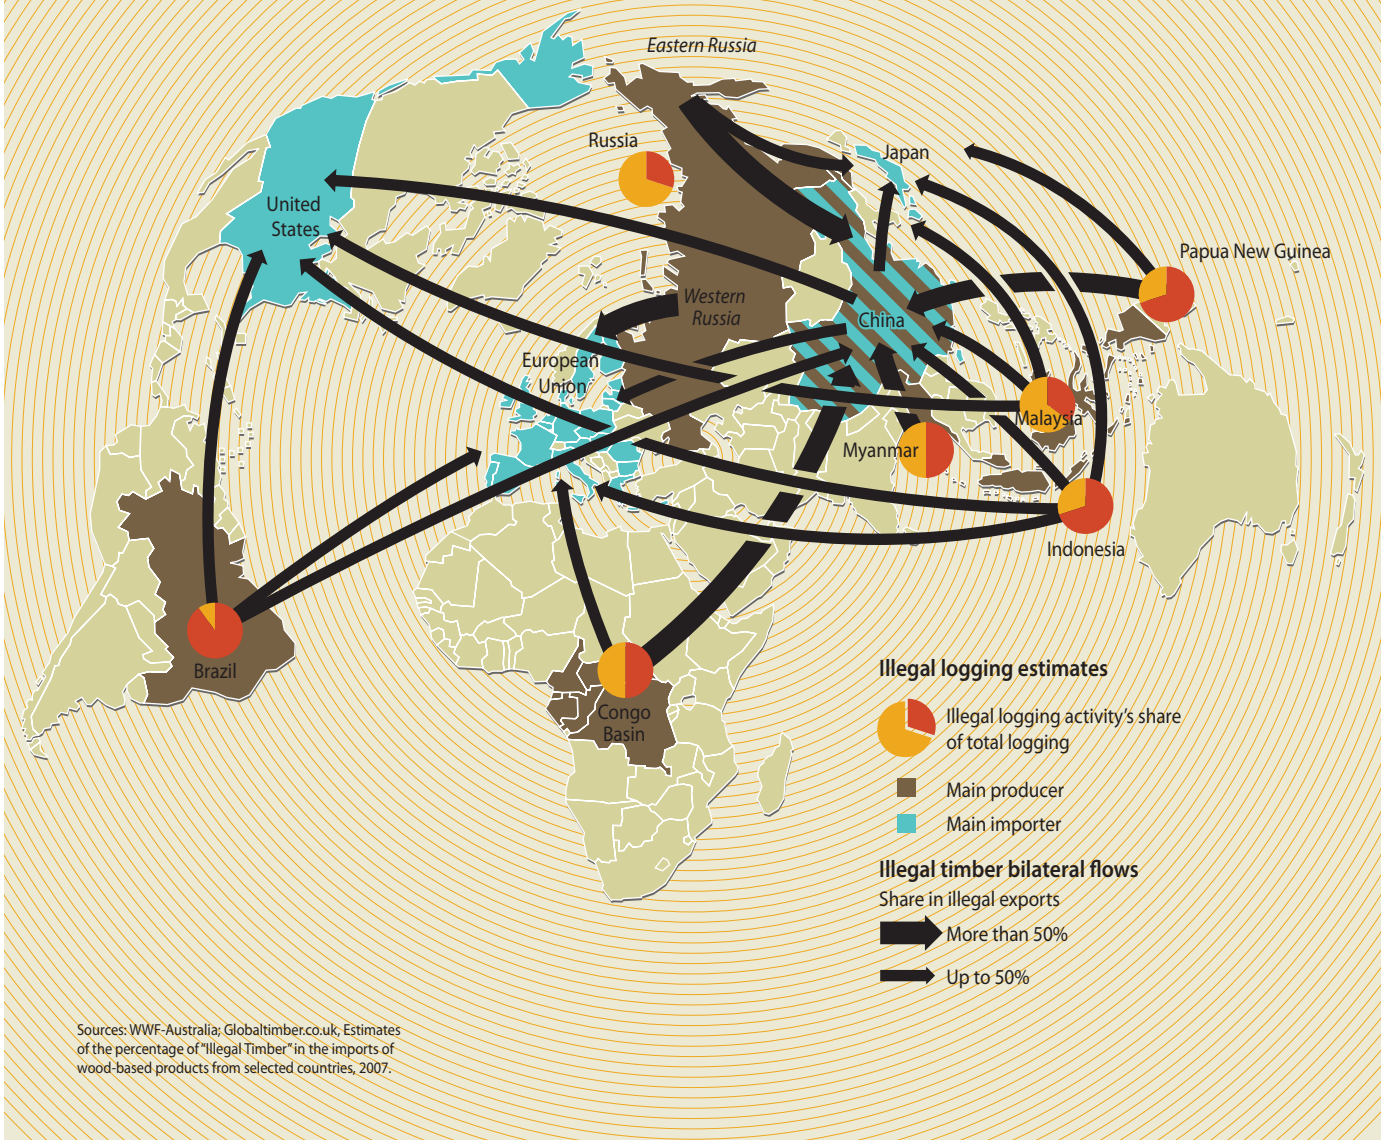 Eastern Russia
Russia
Japan
United
States
Papua New Guinea
Western
Russia
China
European
Union
Malaysia
Myanmar
Indonesia
Brazil
Congo
Basin
Illegal logging estimates
Illegal logging activity's share
of total logging
Main producer
Main importer
Illegal timber bilateral flows
Share in illegal exports
More than 50%
Up to 50%
Sources: WWF-Australia; Globaltimber.co.uk, Estimates
of the percentage of "Illegal Timber" in the imports of
wood-based products from selected countries, 2007.